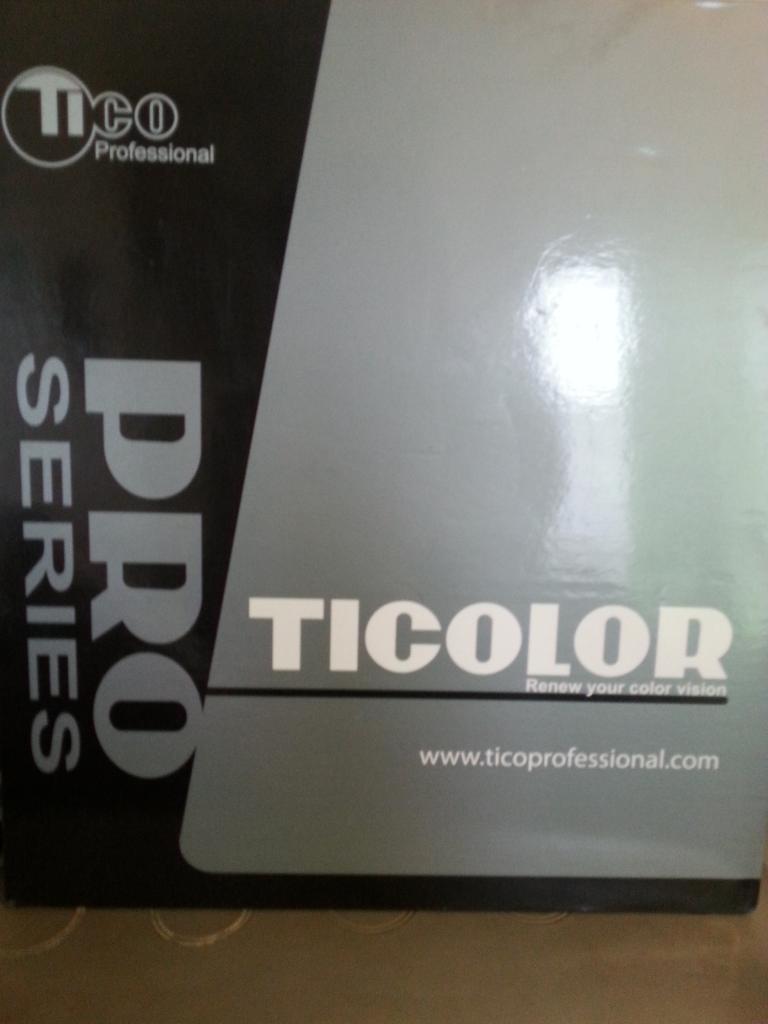 TICO
Professional
PRO
SERIES
TICOLOR
Renew your color vision
www.ticoprofessional.com